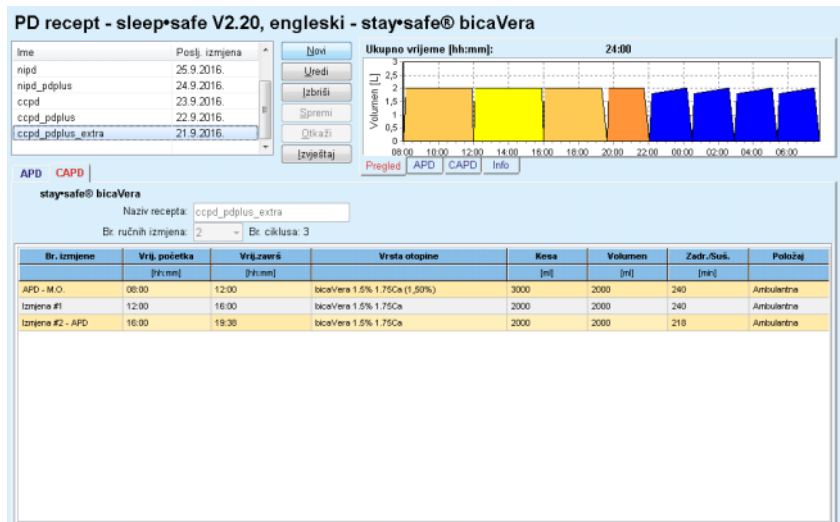 PD recept - sleep•safe V2.20, engleski - stay•safe® bicaVera
Ime Poslj. izmjena
nipd 25.9.2016.
nipd_pdplus 24.9.2016.
ccpd 23.9.2016.
ccpd_pdplus 22.9.2016.
ccpd_pdplus_extra 21.9.2016.
Novi
Uredi
Izbriši
Spremi
Otkaži
Izvještaj
Ukupno vrijeme [hh:mm]: 24:00
Volumen [L]
3
2,5
2
1,5
1
0,5
0
08:00 10:00 12:00 14:00 16:00 18:00 20:00 22:00 00:00 02:00 04:00 06:00
Pregled APD CAPD Info
APD CAPD
stay•safe® bicaVera
Naziv recepta: ccpd_pdplus_extra
Br. ručnih izmjena: 2 Br. ciklusa: 3
Br. izmjene Vrij. početka Vrij.završ Vrsta otopine Kesa Volumen Zadr./Suš. Položaj
[hh:mm] [hh:mm] [ml] [ml] [min]
APD - M.O. 08:00 12:00 bicaVera 1.5% 1.75Ca (1,50%) 3000 2000 240 Ambulantna
Izmjena #1 12:00 16:00 bicaVera 1.5% 1.75Ca 2000 2000 240 Ambulantna
Izmjena #2 - APD 16:00 19:38 bicaVera 1.5% 1.75Ca 2000 2000 218 Ambulantna